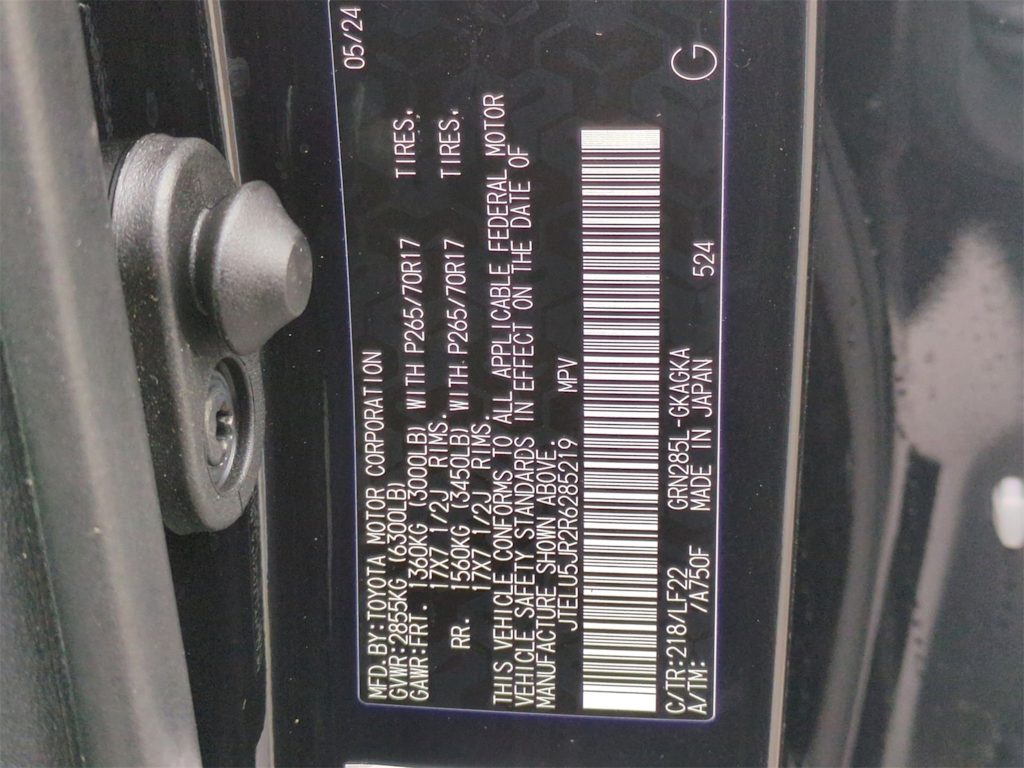 MFD.BY:TOYOTA MOTOR CORPORATION 05/24
GVWR:2855KG (6300LB)
GAWR:FRT. 1360KG (3000LB) WITH P265/70R17 TIRES,
17X7 1/2J RIMS.
RR. 1560KG (3450LB) WITH P265/70R17 TIRES,
17X7 1/2J RIMS.
THIS VEHICLE CONFORMS TO ALL APPLICABLE FEDERAL MOTOR
VEHICLE SAFETY STANDARDS IN EFFECT ON THE DATE OF
MANUFACTURE SHOWN ABOVE.
JTELU5JR2R6285219 MPV
C/TR:218/LF22 GRN285L-GKAGKA 524 G
A/TM: /A750F MADE IN JAPAN